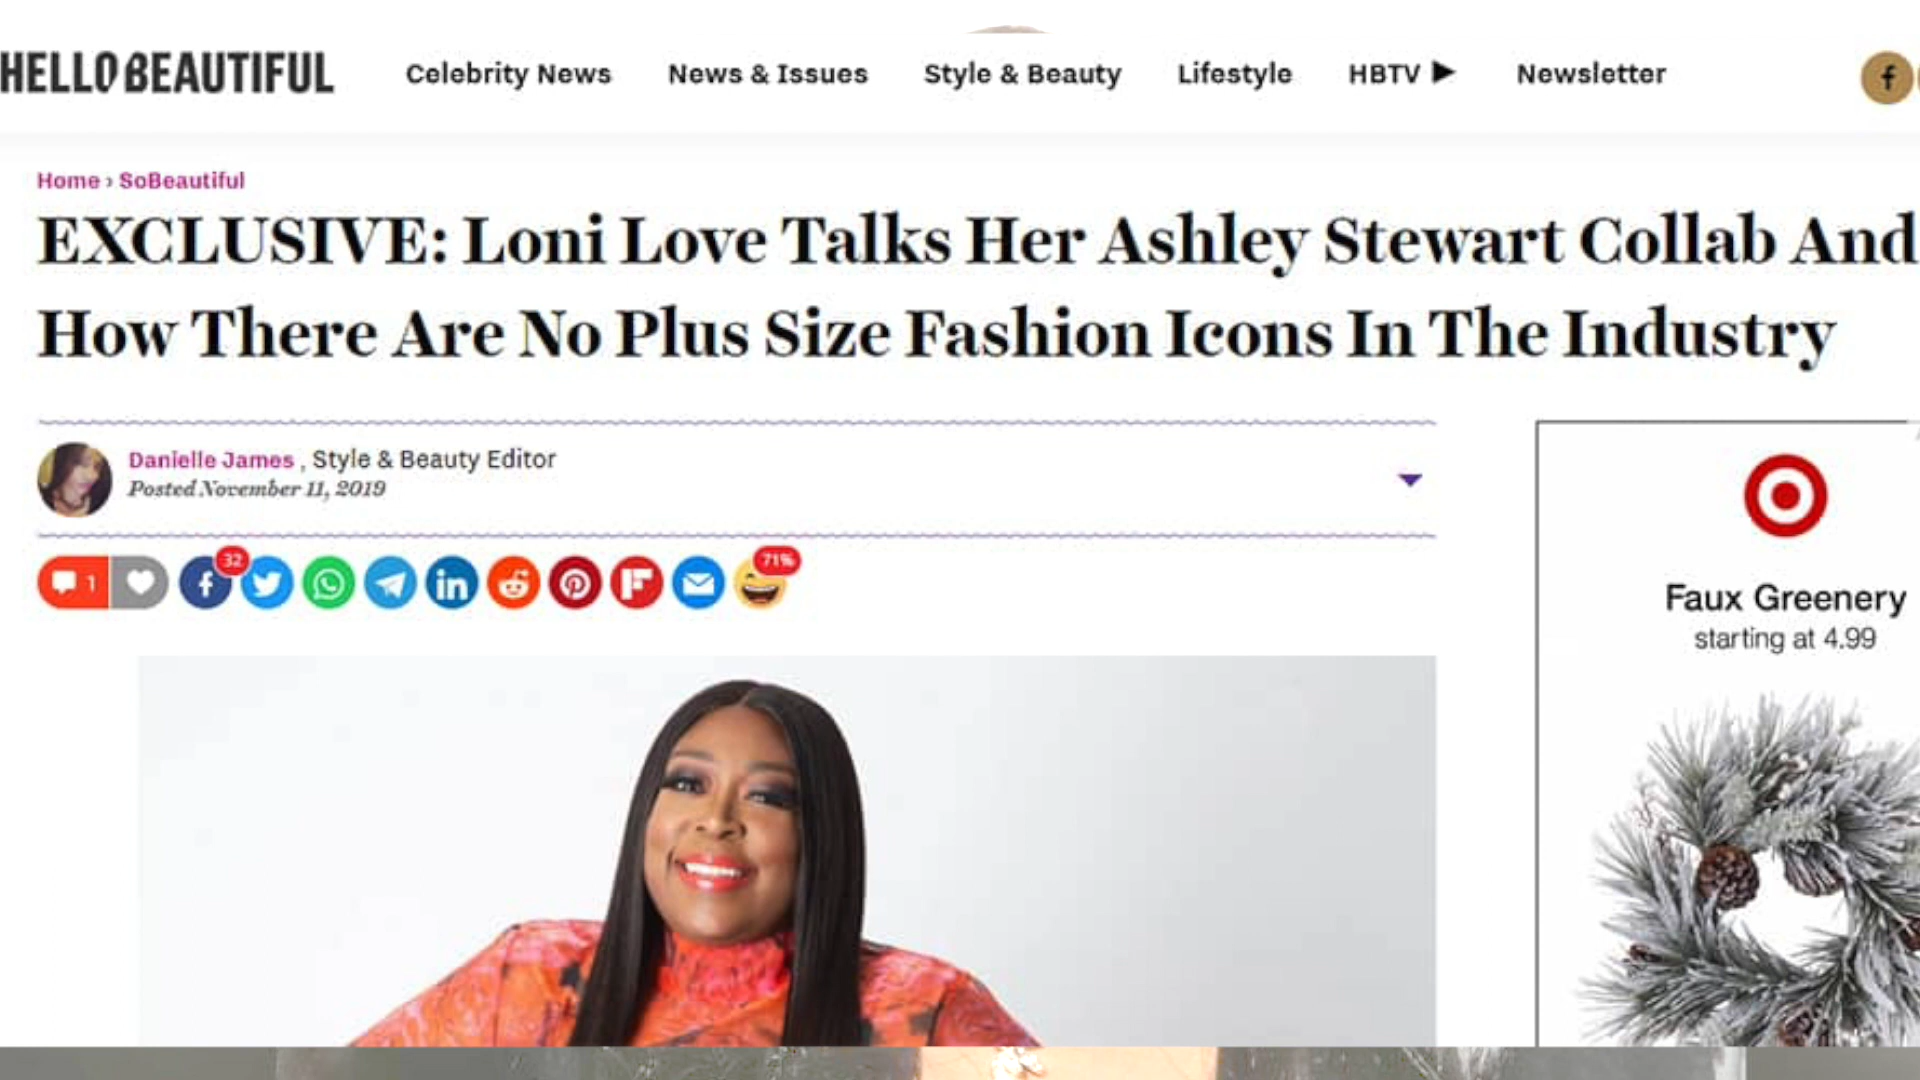 HELLOBEAUTIFUL
Celebrity News
News & Issues
Style & Beauty
Lifestyle
HBTV
Newsletter
Home › SoBeautiful
EXCLUSIVE: Loni Love Talks Her Ashley Stewart Collab And
How There Are No Plus Size Fashion Icons In The Industry
Danielle James , Style & Beauty Editor
Posted November 11, 2019
1
32
71%
Faux Greenery
starting at 4.99